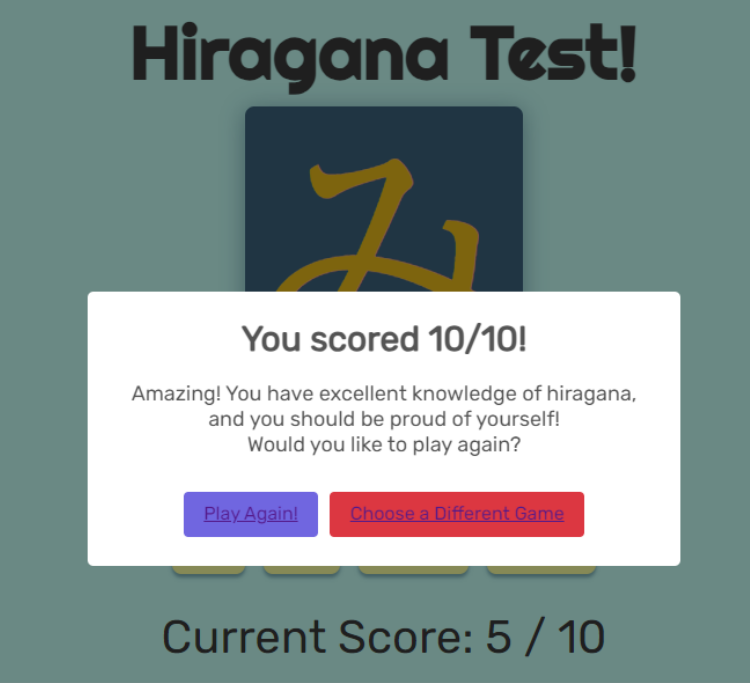 Hiragana Test!
み
You scored 10/10!
Amazing! You have excellent knowledge of hiragana,
and you should be proud of yourself!
Would you like to play again?
Play Again!
Choose a Different Game
Current Score: 5 / 10